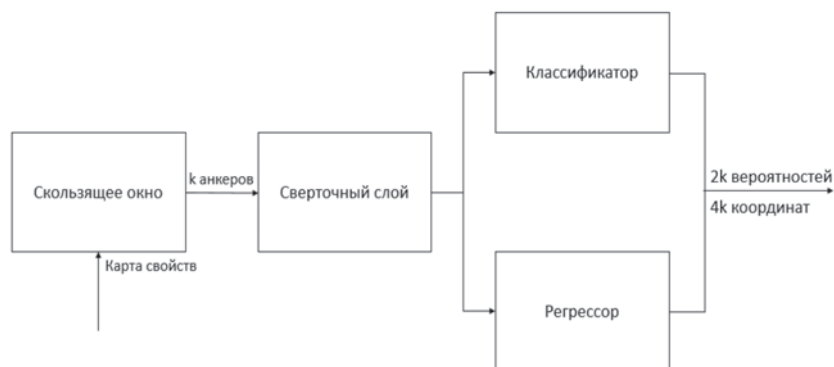 Классификатор
Скользящее окно
k анкеров
Сверточный слой
2k вероятностей
4k координат
Карта свойств
Регрессор